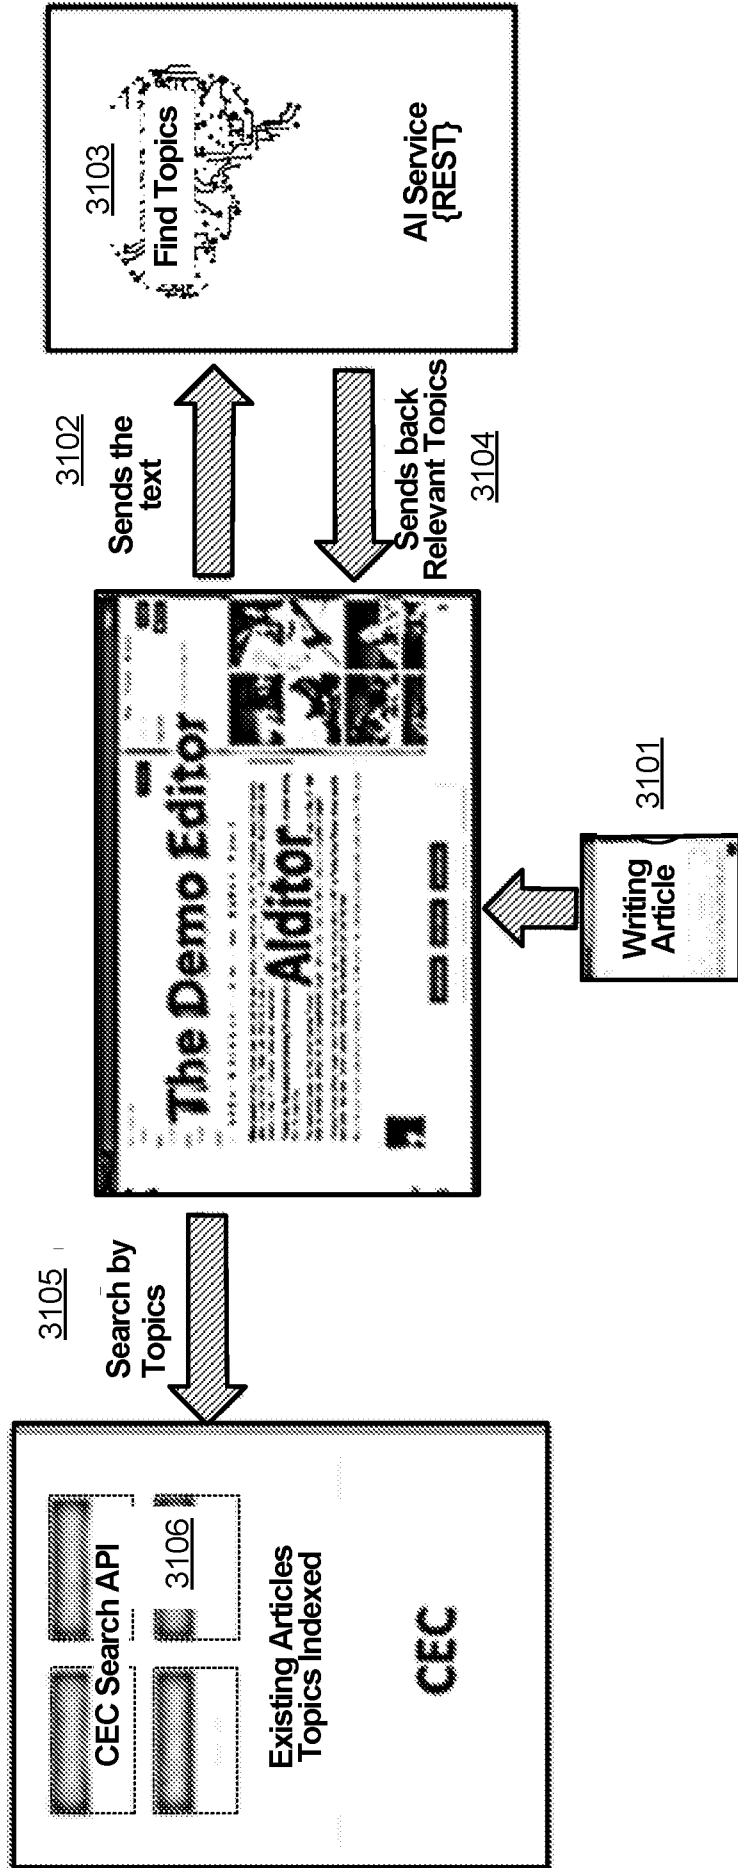 3105
Search by
Topics
CEC Search API
3106
Existing Articles
Topics Indexed
CEC
The Demo Editor
AIditor
3101
Writing
Article
3102
Sends the
text
Sends back
Relevant Topics
3104
3103
Find Topics
AI Service
{REST}